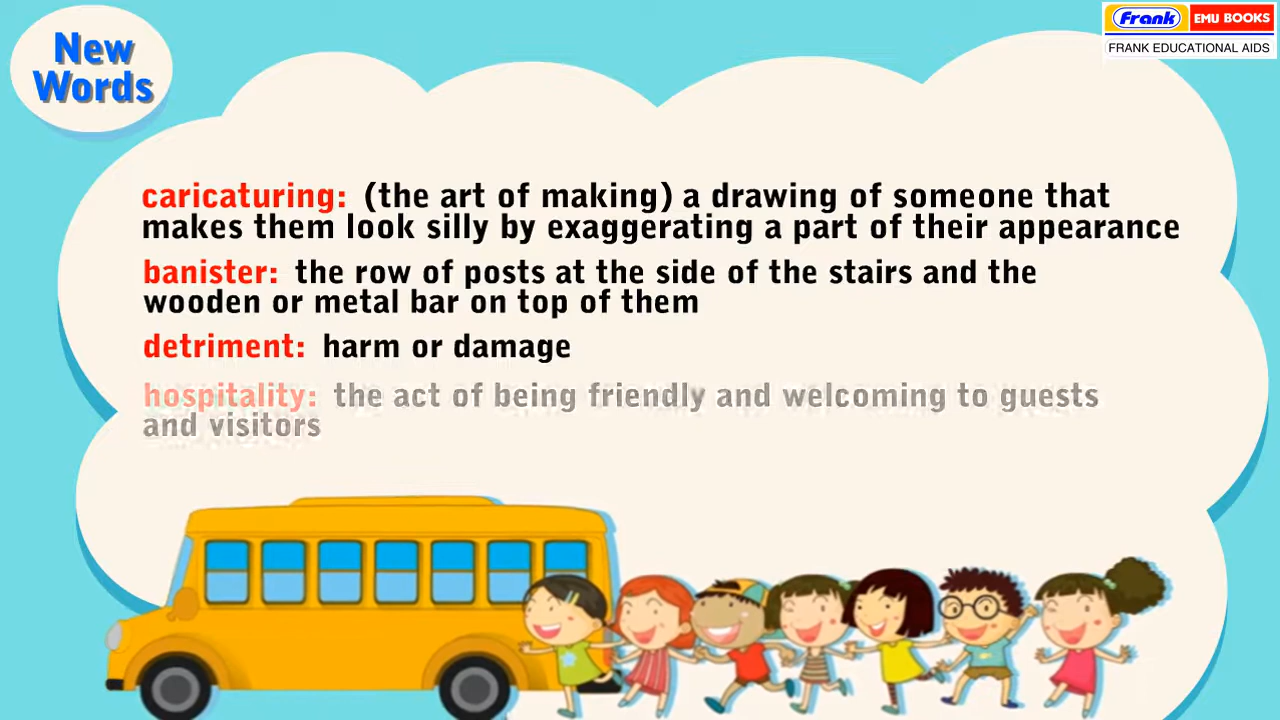 New
Words
Frank
EMU BOOKS
FRANK EDUCATIONAL AIDS
caricaturing: (the art of making) a drawing of someone that
makes them look silly by exaggerating a part of their appearance
banister: the row of posts at the side of the stairs and the
wooden or metal bar on top of them
detriment: harm or damage
hospitality: the act of being friendly and welcoming to guests
and visitors